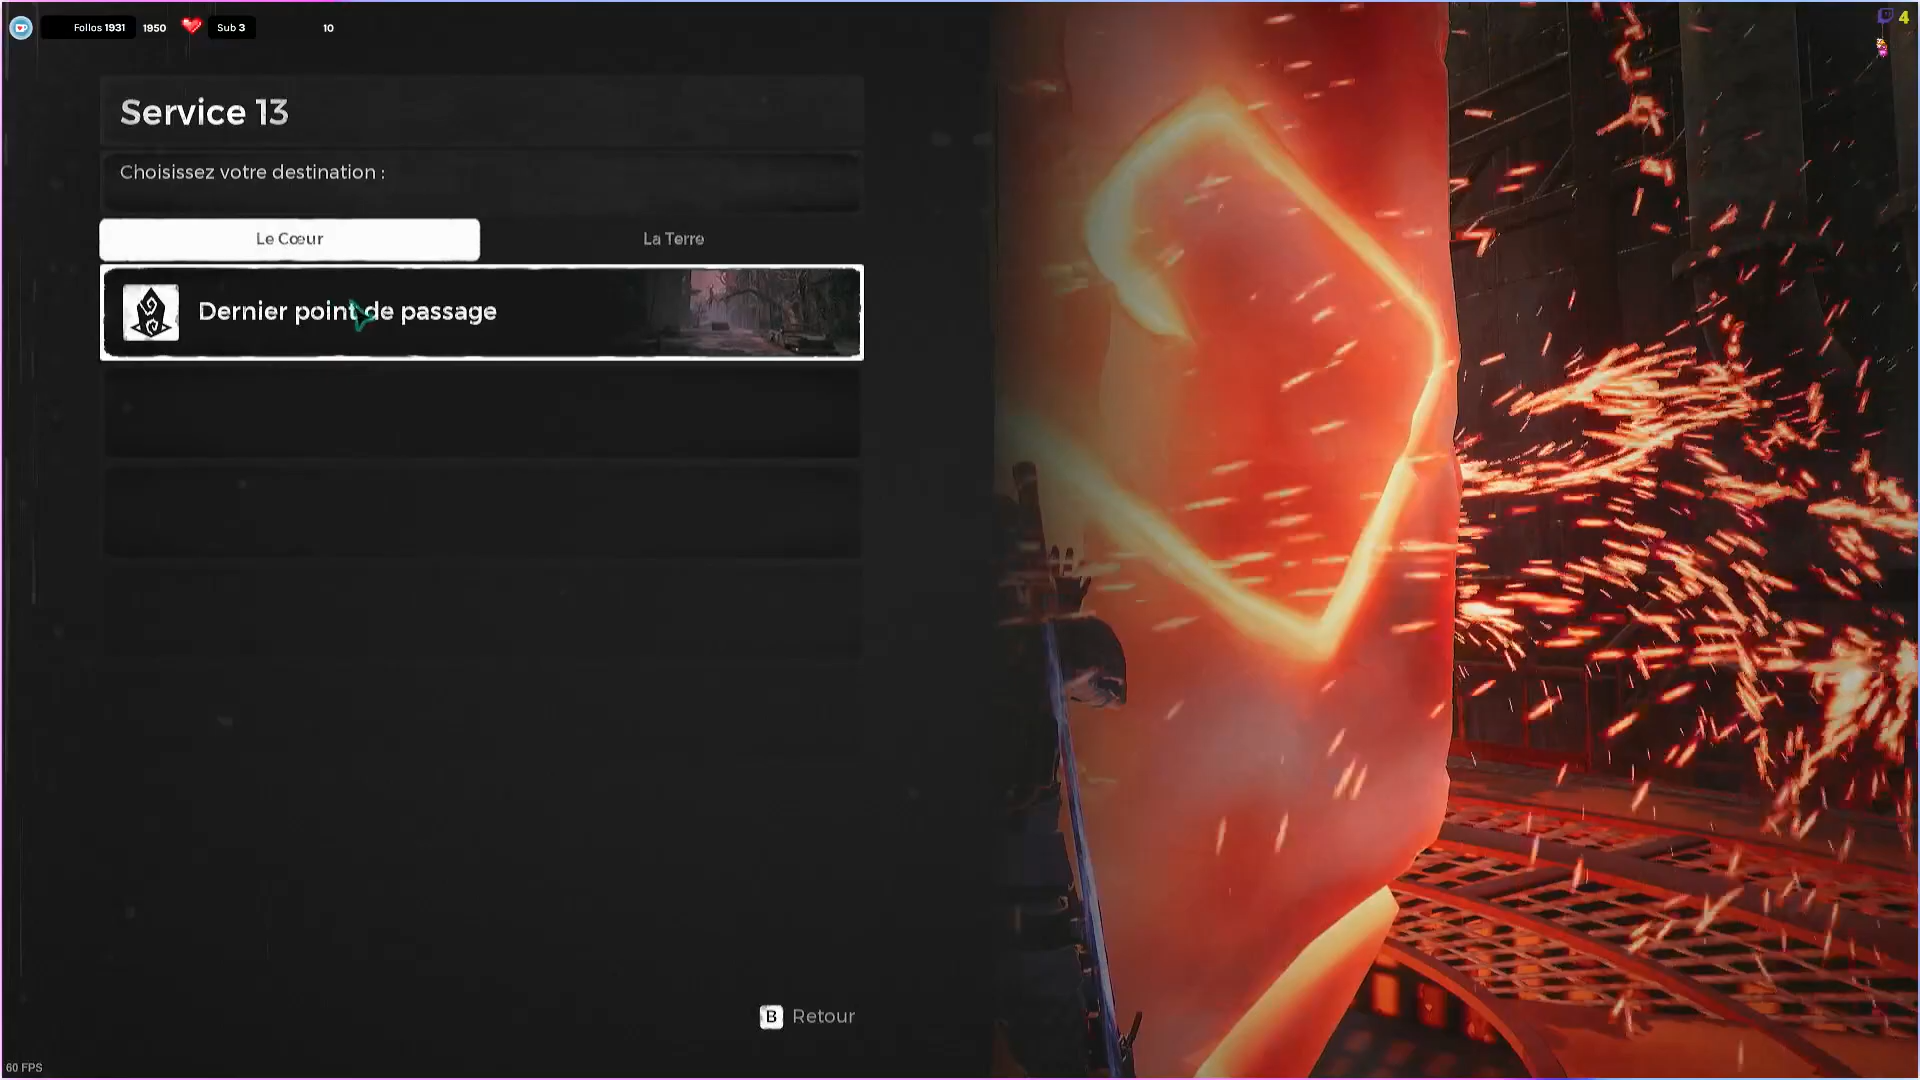 Follos 1931 1950 Sub 3 10
4
Service 13
Choisissez votre destination :
Le Cœur La Terre
Dernier point de passage
B Retour
60 FPS